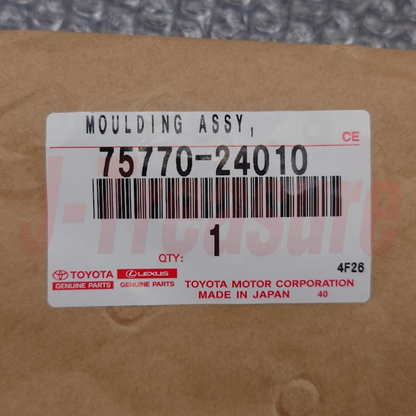 MOULDING ASSY,
CE
75770-24010
J-Treasure
QTY: 1
4F26
TOYOTA LEXUS TOYOTA MOTOR CORPORATION
GENUINE PARTS GENUINE PARTS MADE IN JAPAN 40